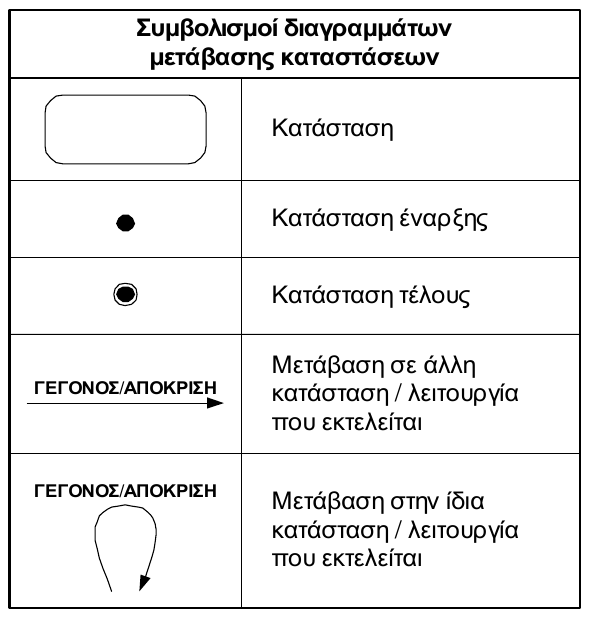 Συμβολισμοί διαγραμμάτων
μετάβασης καταστάσεων
Κατάσταση
Κατάσταση έναρξης
Κατάσταση τέλους
ΓΕΓΟΝΟΣ/ΑΠΟΚΡΙΣΗ
Μετάβαση σε άλλη
κατάσταση / λειτουργία
που εκτελείται
ΓΕΓΟΝΟΣ/ΑΠΟΚΡΙΣΗ
Μετάβαση στην ίδια
κατάσταση / λειτουργία
που εκτελείται